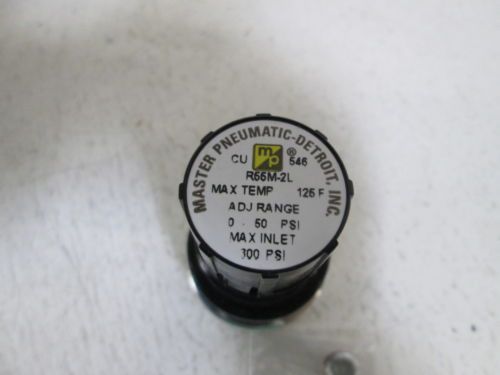 MASTER PNEUMATIC-DETROIT, INC.
CU mp® 546
R55M-2L
MAX TEMP 125 F
ADJ RANGE
0 - 50 PSI
MAX INLET
300 PSI